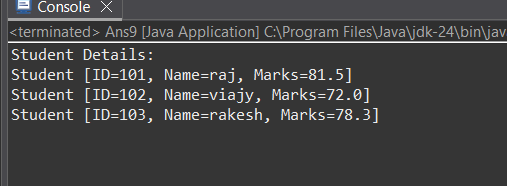 Console
<terminated> Ans9 [Java Application] C:\Program Files\Java\jdk-24\bin\jav
Student Details:
Student [ID=101, Name=raj, Marks=81.5]
Student [ID=102, Name=viajy, Marks=72.0]
Student [ID=103, Name=rakesh, Marks=78.3]